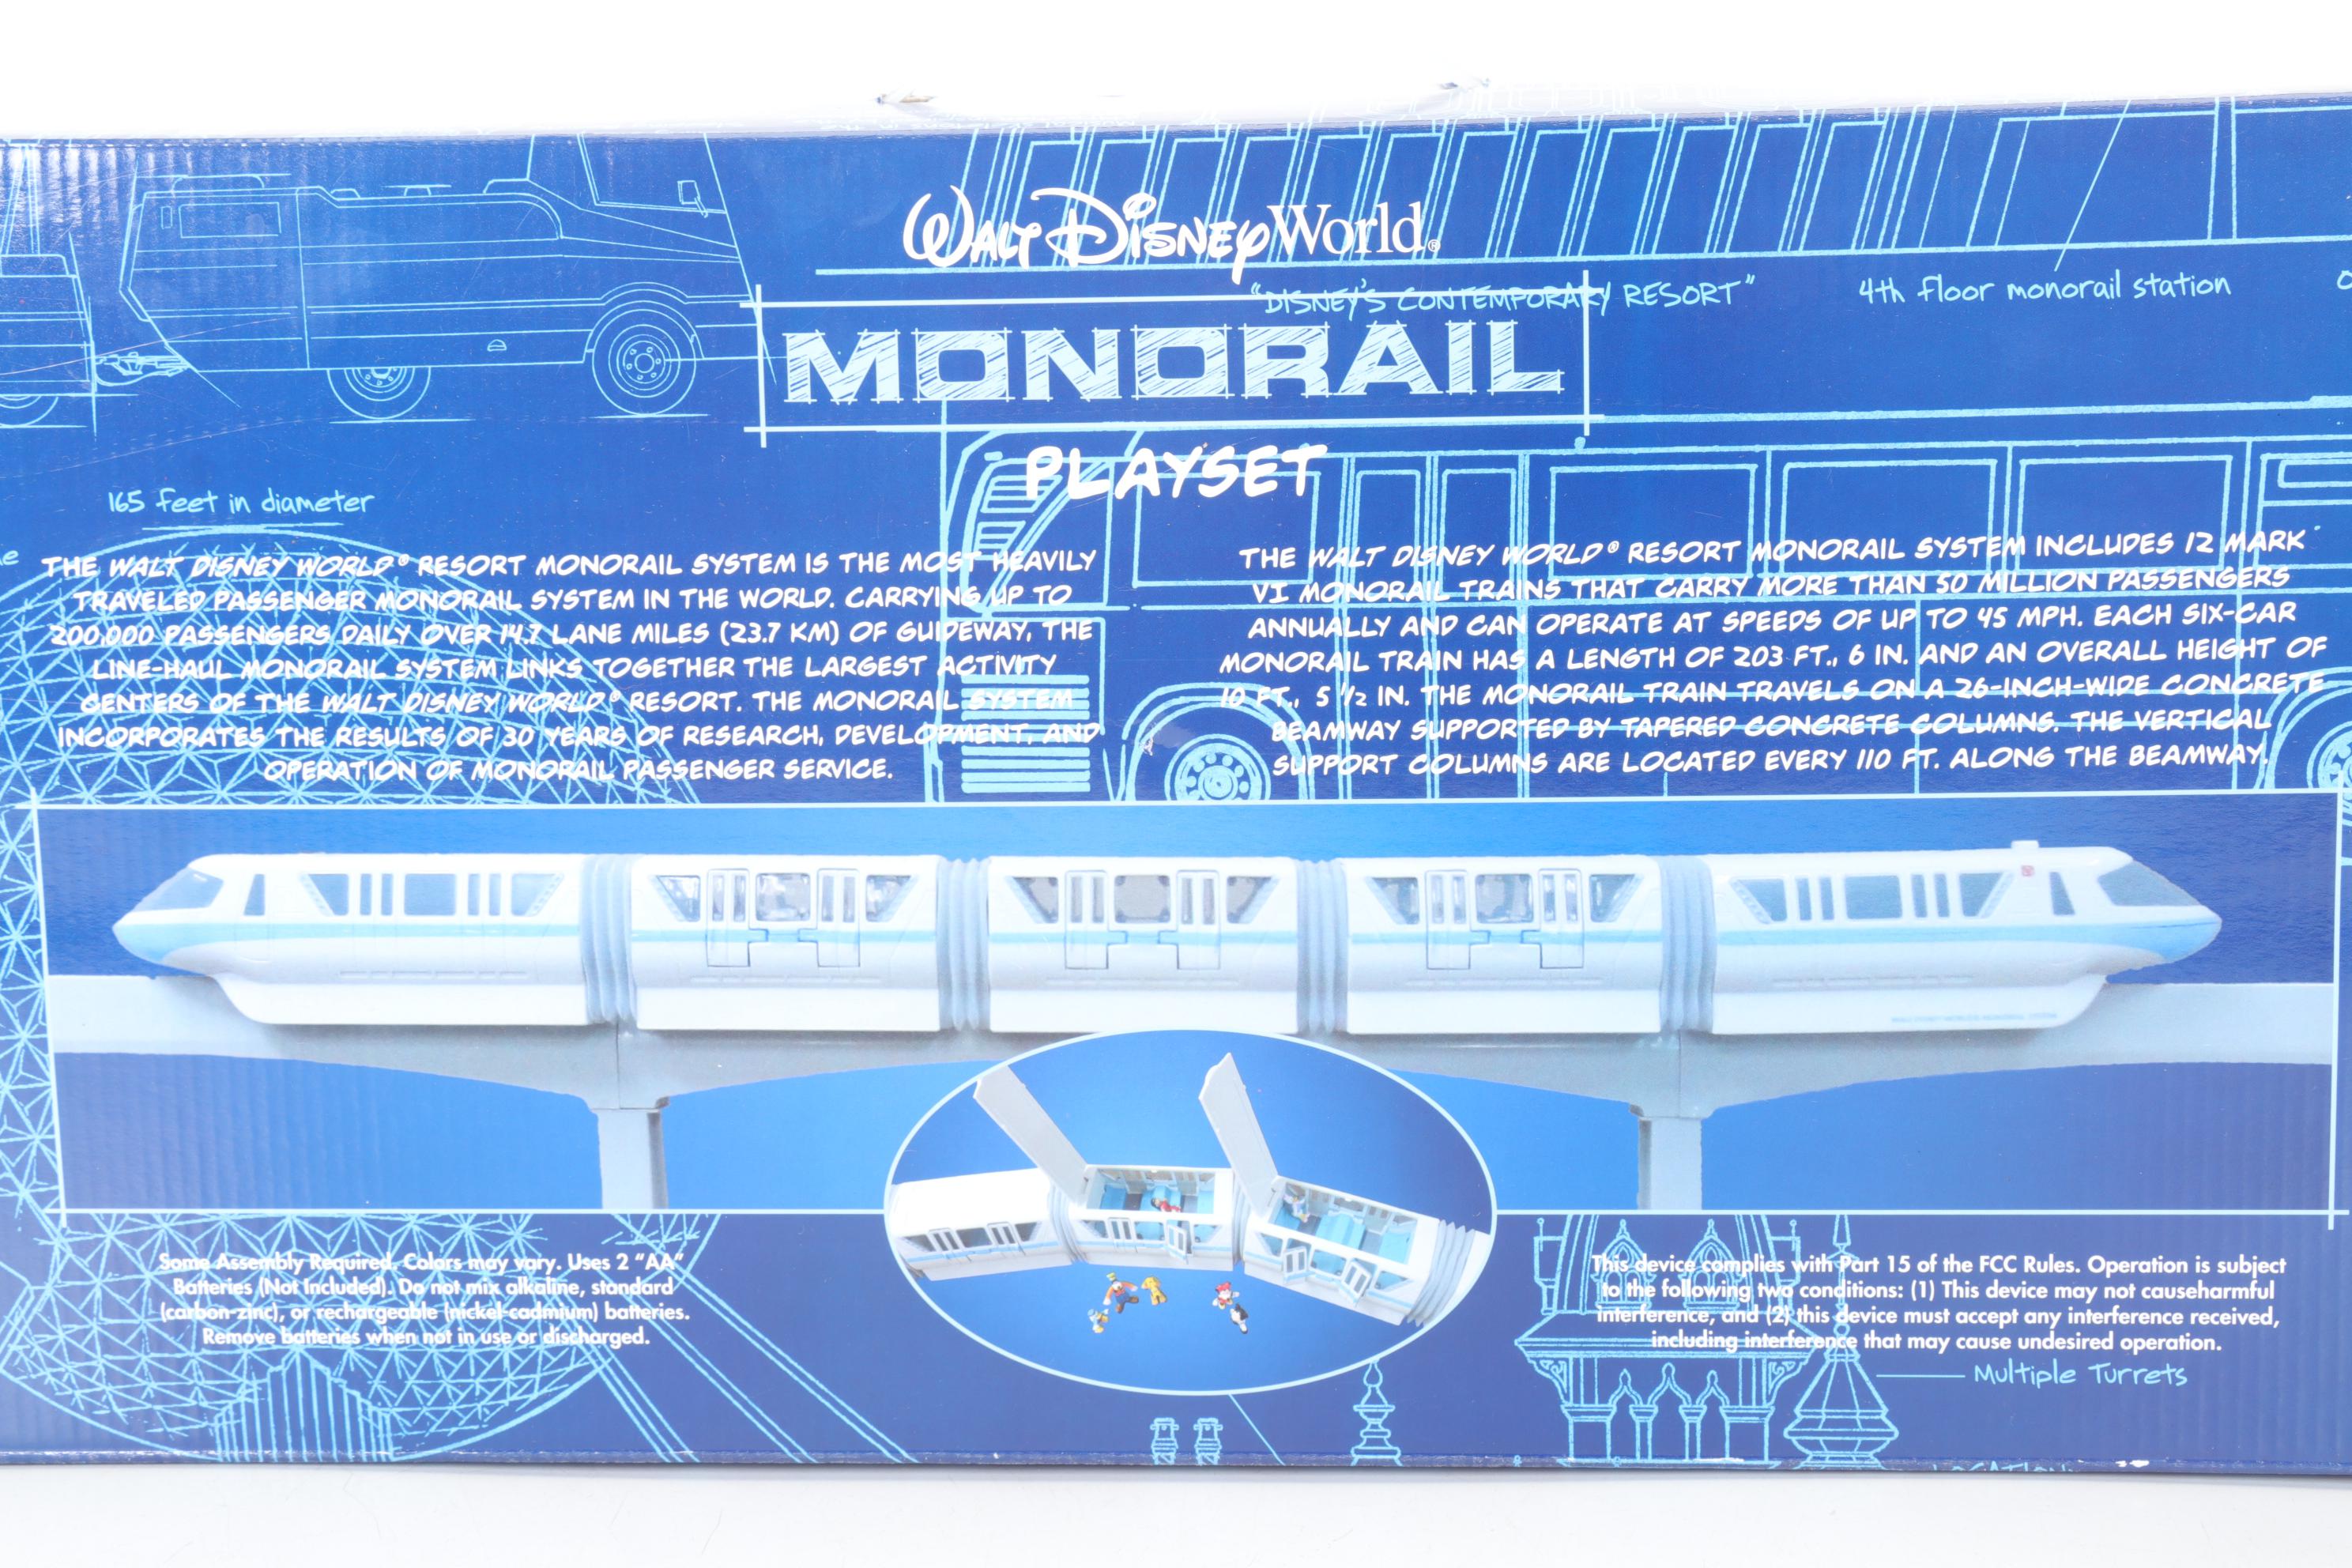 Walt Disney World®
"DISNEY'S CONTEMPORARY RESORT"
4th floor monorail station
MONORAIL
PLAYSET
165 feet in diameter
THE WALT DISNEY WORLD® RESORT MONORAIL SYSTEM IS THE MOST HEAVILY
TRAVELED PASSENGER MONORAIL SYSTEM IN THE WORLD. CARRYING UP TO
200,000 PASSENGERS DAILY OVER 14.7 LANE MILES (23.7 KM) OF GUIDEWAY, THE
LINE-HAUL MONORAIL SYSTEM LINKS TOGETHER THE LARGEST ACTIVITY
CENTERS OF THE WALT DISNEY WORLD® RESORT. THE MONORAIL SYSTEM
INCORPORATES THE RESULTS OF 30 YEARS OF RESEARCH, DEVELOPMENT, AND
OPERATION OF MONORAIL PASSENGER SERVICE.
THE WALT DISNEY WORLD® RESORT MONORAIL SYSTEM INCLUDES 12 MARK
VI MONORAIL TRAINS THAT CARRY MORE THAN 50 MILLION PASSENGERS
ANNUALLY AND CAN OPERATE AT SPEEDS OF UP TO 45 MPH. EACH SIX-CAR
MONORAIL TRAIN HAS A LENGTH OF 203 FT., 6 IN. AND AN OVERALL HEIGHT OF
10 FT., 5 1/2 IN. THE MONORAIL TRAIN TRAVELS ON A 26-INCH-WIDE CONCRETE
BEAMWAY SUPPORTED BY TAPERED CONCRETE COLUMNS. THE VERTICAL
SUPPORT COLUMNS ARE LOCATED EVERY 110 FT. ALONG THE BEAMWAY.
Some Assembly Required. Colors may vary. Uses 2 "AA"
Batteries (Not Included). Do not mix alkaline, standard
(carbon-zinc), or rechargeable (nickel-cadmium) batteries.
Remove batteries when not in use or discharged.
This device complies with Part 15 of the FCC Rules. Operation is subject
to the following two conditions: (1) This device may not causeharmful
interference, and (2) this device must accept any interference received,
including interference that may cause undesired operation.
Multiple Turrets